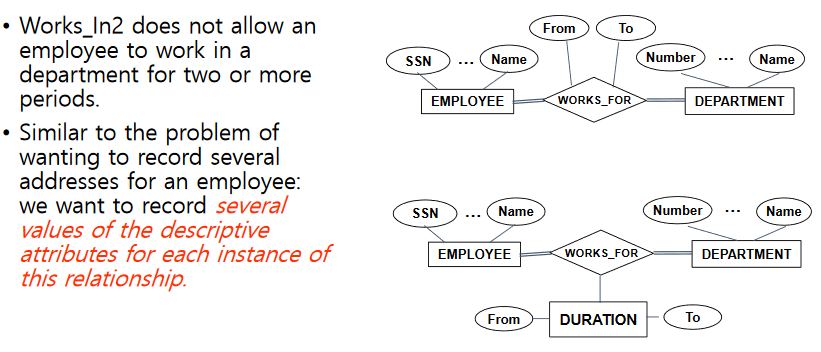 • Works_In2 does not allow an
employee to work in a
department for two or more
periods.
• Similar to the problem of
wanting to record several
addresses for an employee:
we want to record several
values of the descriptive
attributes for each instance of
this relationship.
From To
SSN ... Name Number ... Name
EMPLOYEE WORKS_FOR DEPARTMENT
SSN ... Name Number ... Name
EMPLOYEE WORKS_FOR DEPARTMENT
From DURATION To